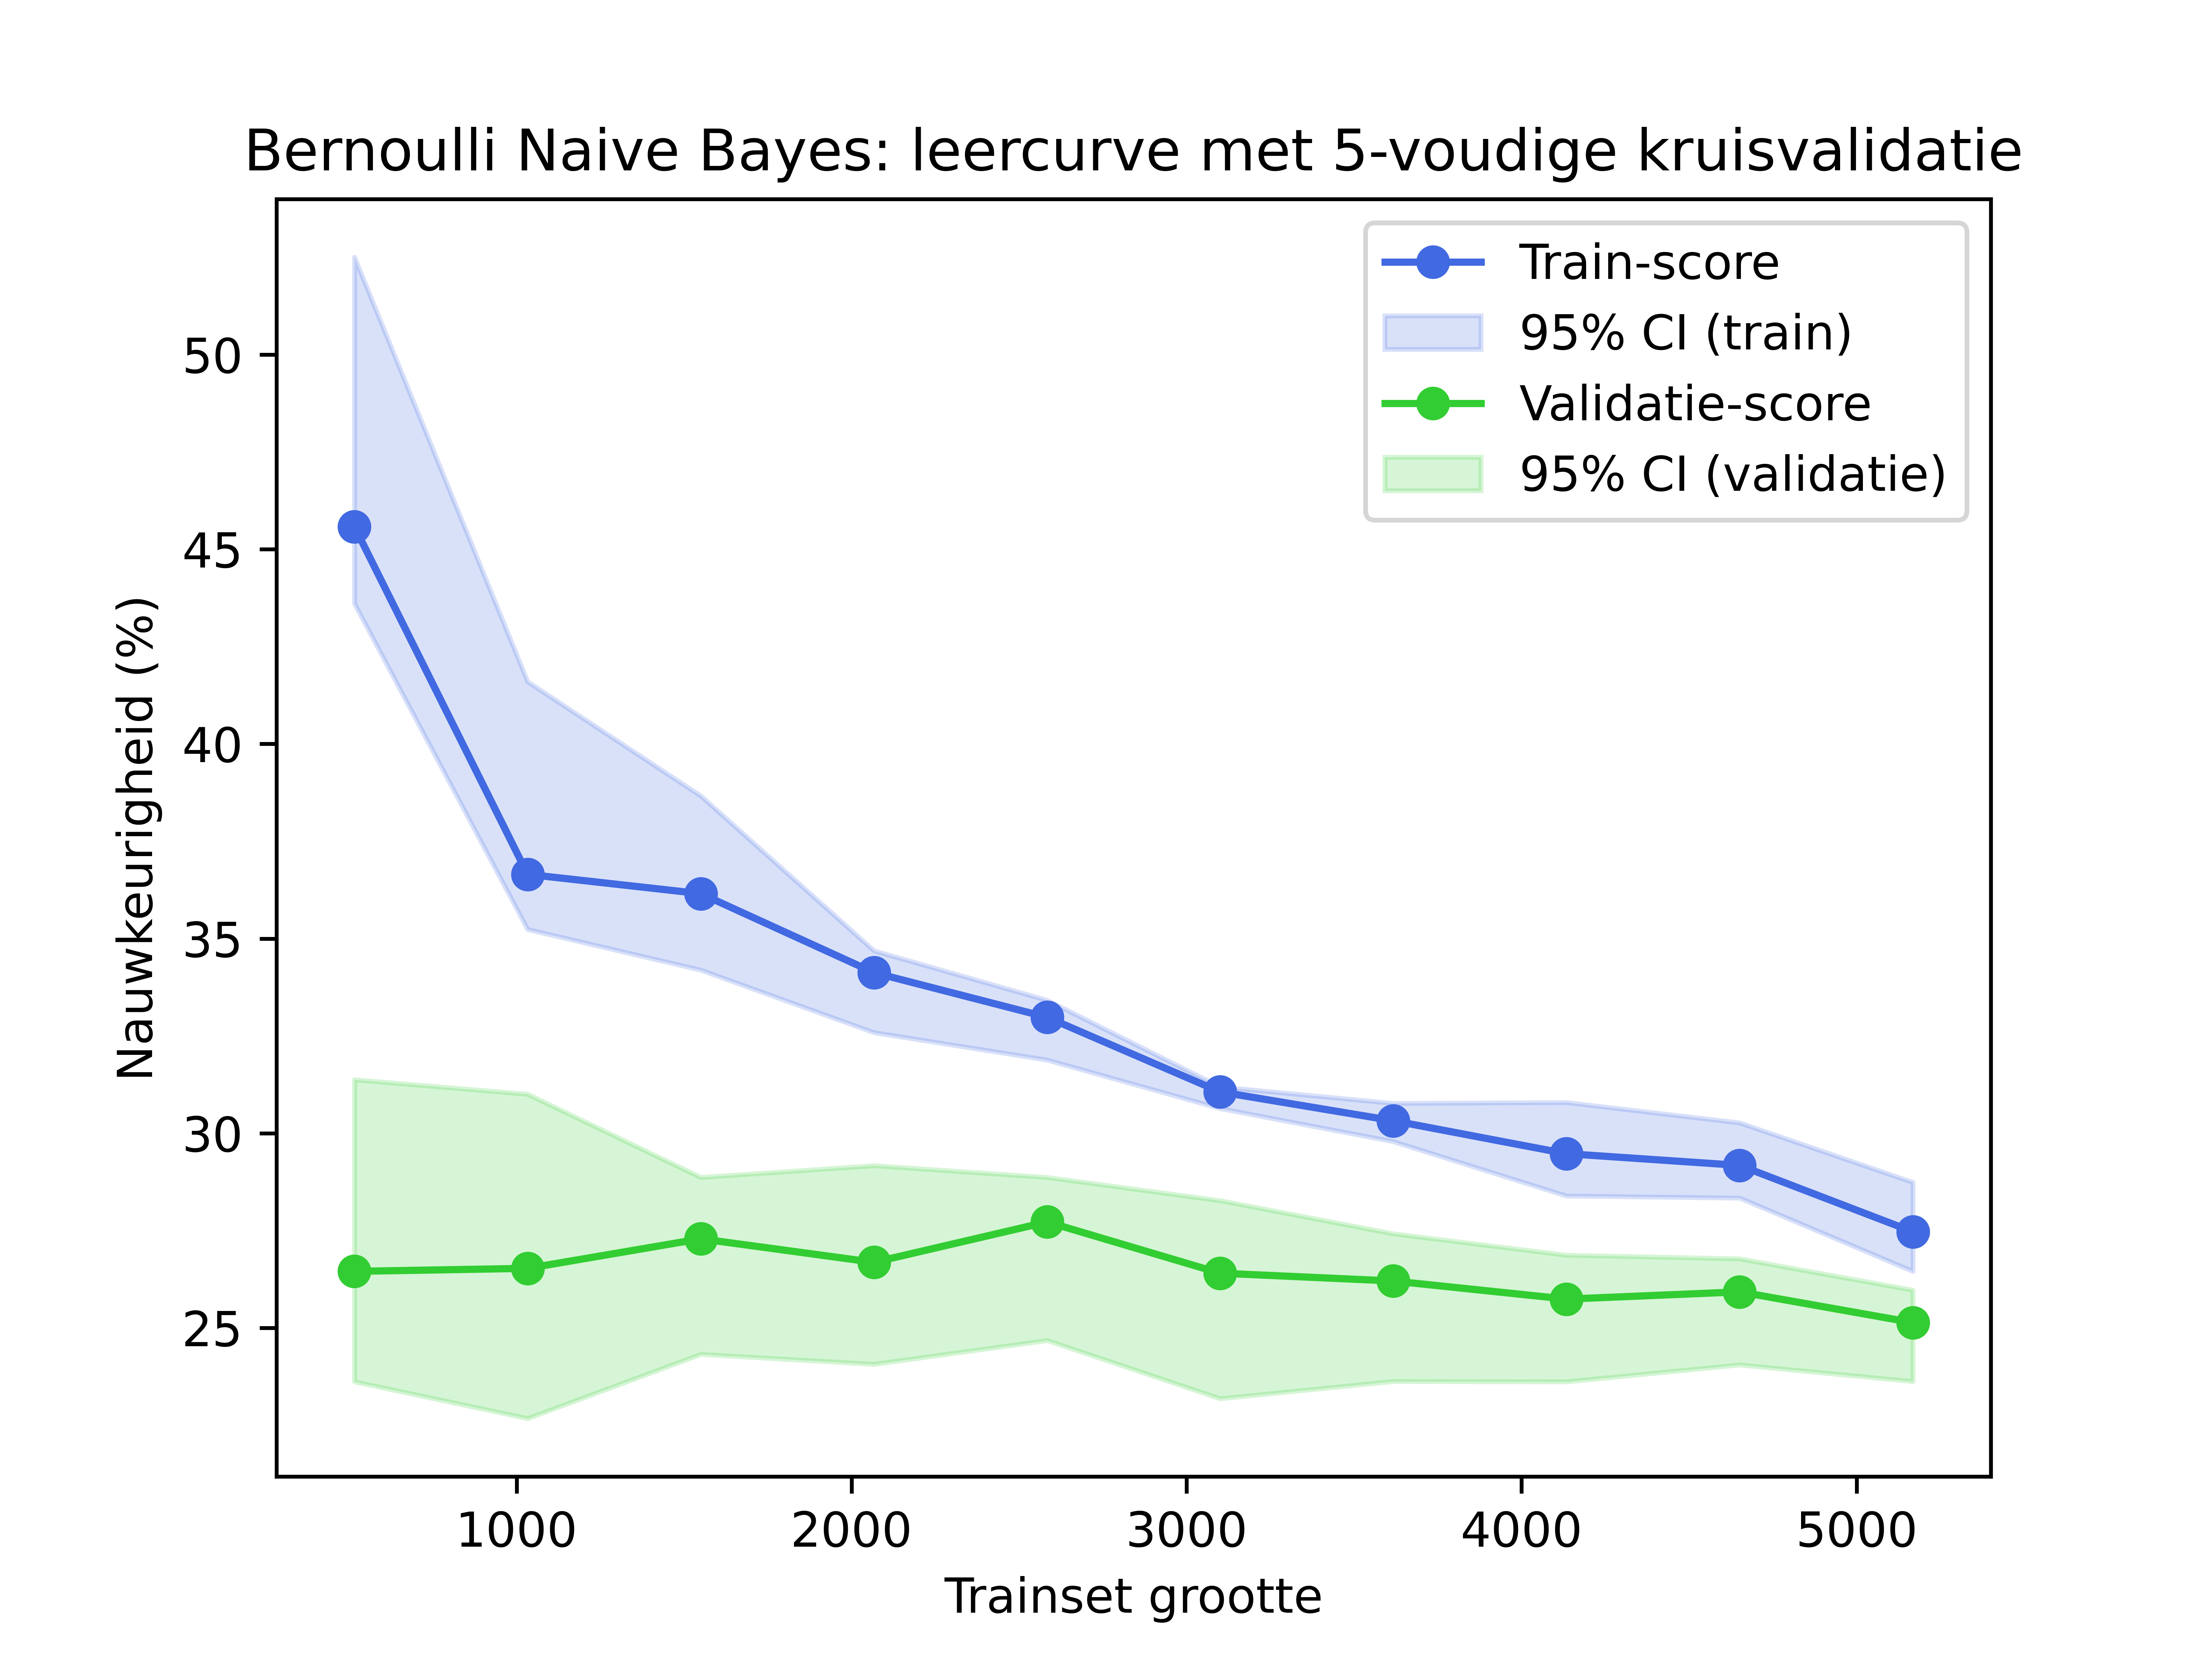 Bernoulli Naive Bayes: leercurve met 5-voudige kruisvalidatie
Train-score
95% CI (train)
Validatie-score
95% CI (validatie)
Nauwkeurigheid (%)
50
45
40
35
30
25
1000 2000 3000 4000 5000
Trainset grootte